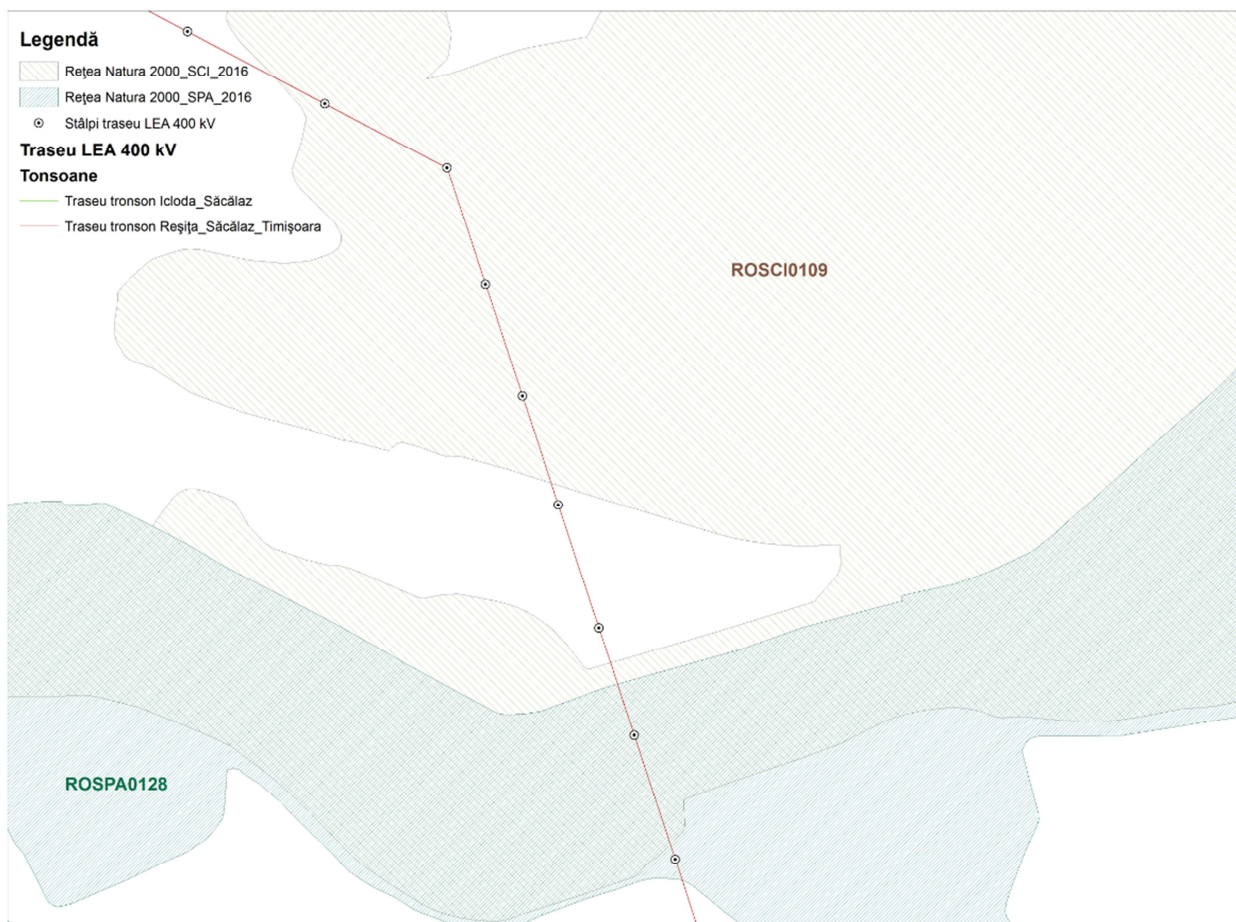 Legendă
Rețea Natura 2000_SCI_2016
Rețea Natura 2000_SPA_2016
Stâlpi traseu LEA 400 kV
Traseu LEA 400 kV
Tonsoane
Traseu tronson Icloda_Săcălaz
Traseu tronson Reşiţa_Săcălaz_Timişoara
ROSCI0109
ROSPA0128